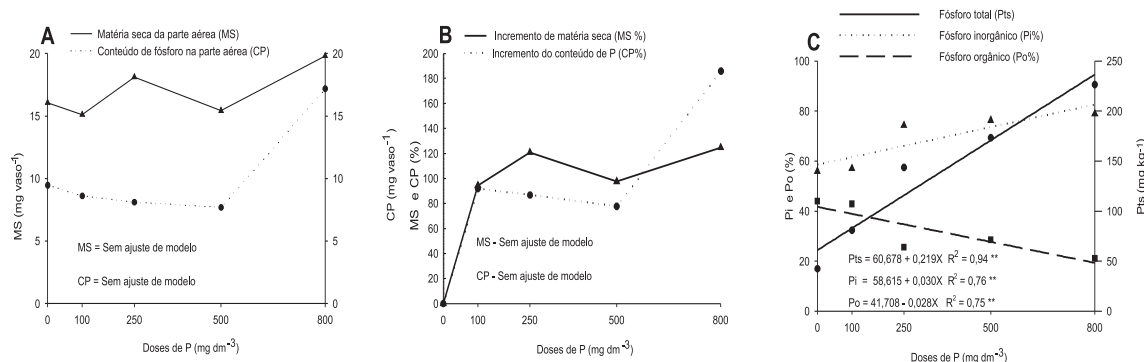 A
Matéria seca da parte aérea (MS)
Conteúdo de fósforo na parte aérea (CP)
20
15
10
5
0
20
15
10
5
0
MS (mg vaso⁻¹)
CP (mg vaso⁻¹)
MS = Sem ajuste de modelo
CP = Sem ajuste de modelo
0 100 250 500 800
Doses de P (mg dm⁻³)
B
Incremento de matéria seca (MS %)
Incremento do conteúdo de P (CP%)
200
180
160
140
120
100
80
60
40
20
0
MS e CP (%)
MS - Sem ajuste de modelo
CP - Sem ajuste de modelo
0 100 250 500 800
Doses de P (mg dm⁻³)
C
Fósforo total (Pts)
Fósforo inorgânico (Pi%)
Fósforo orgânico (Po%)
100
80
60
40
20
0
250
200
150
100
50
0
Pi e Po (%)
Pts (mg kg⁻¹)
Pts = 60,678 + 0,219X R² = 0,94 **
Pi = 58,615 + 0,030X R² = 0,76 **
Po = 41,708 - 0,028X R² = 0,75 **
0 100 250 500 800
Doses de P (mg dm⁻³)